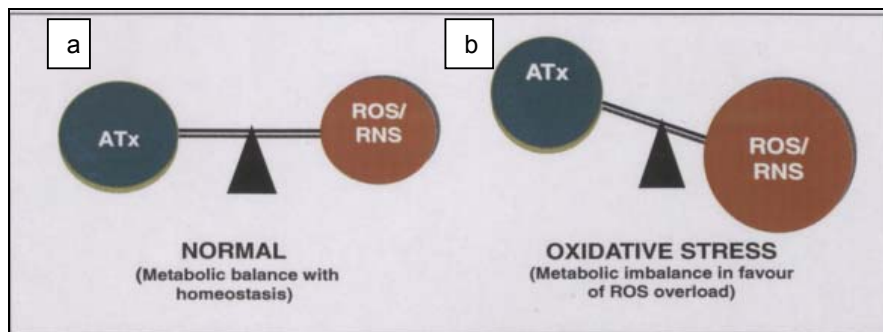 a
ATx
ROS/
RNS
NORMAL
(Metabolic balance with
homeostasis)
b
ATx
ROS/
RNS
OXIDATIVE STRESS
(Metabolic imbalance in favour
of ROS overload)